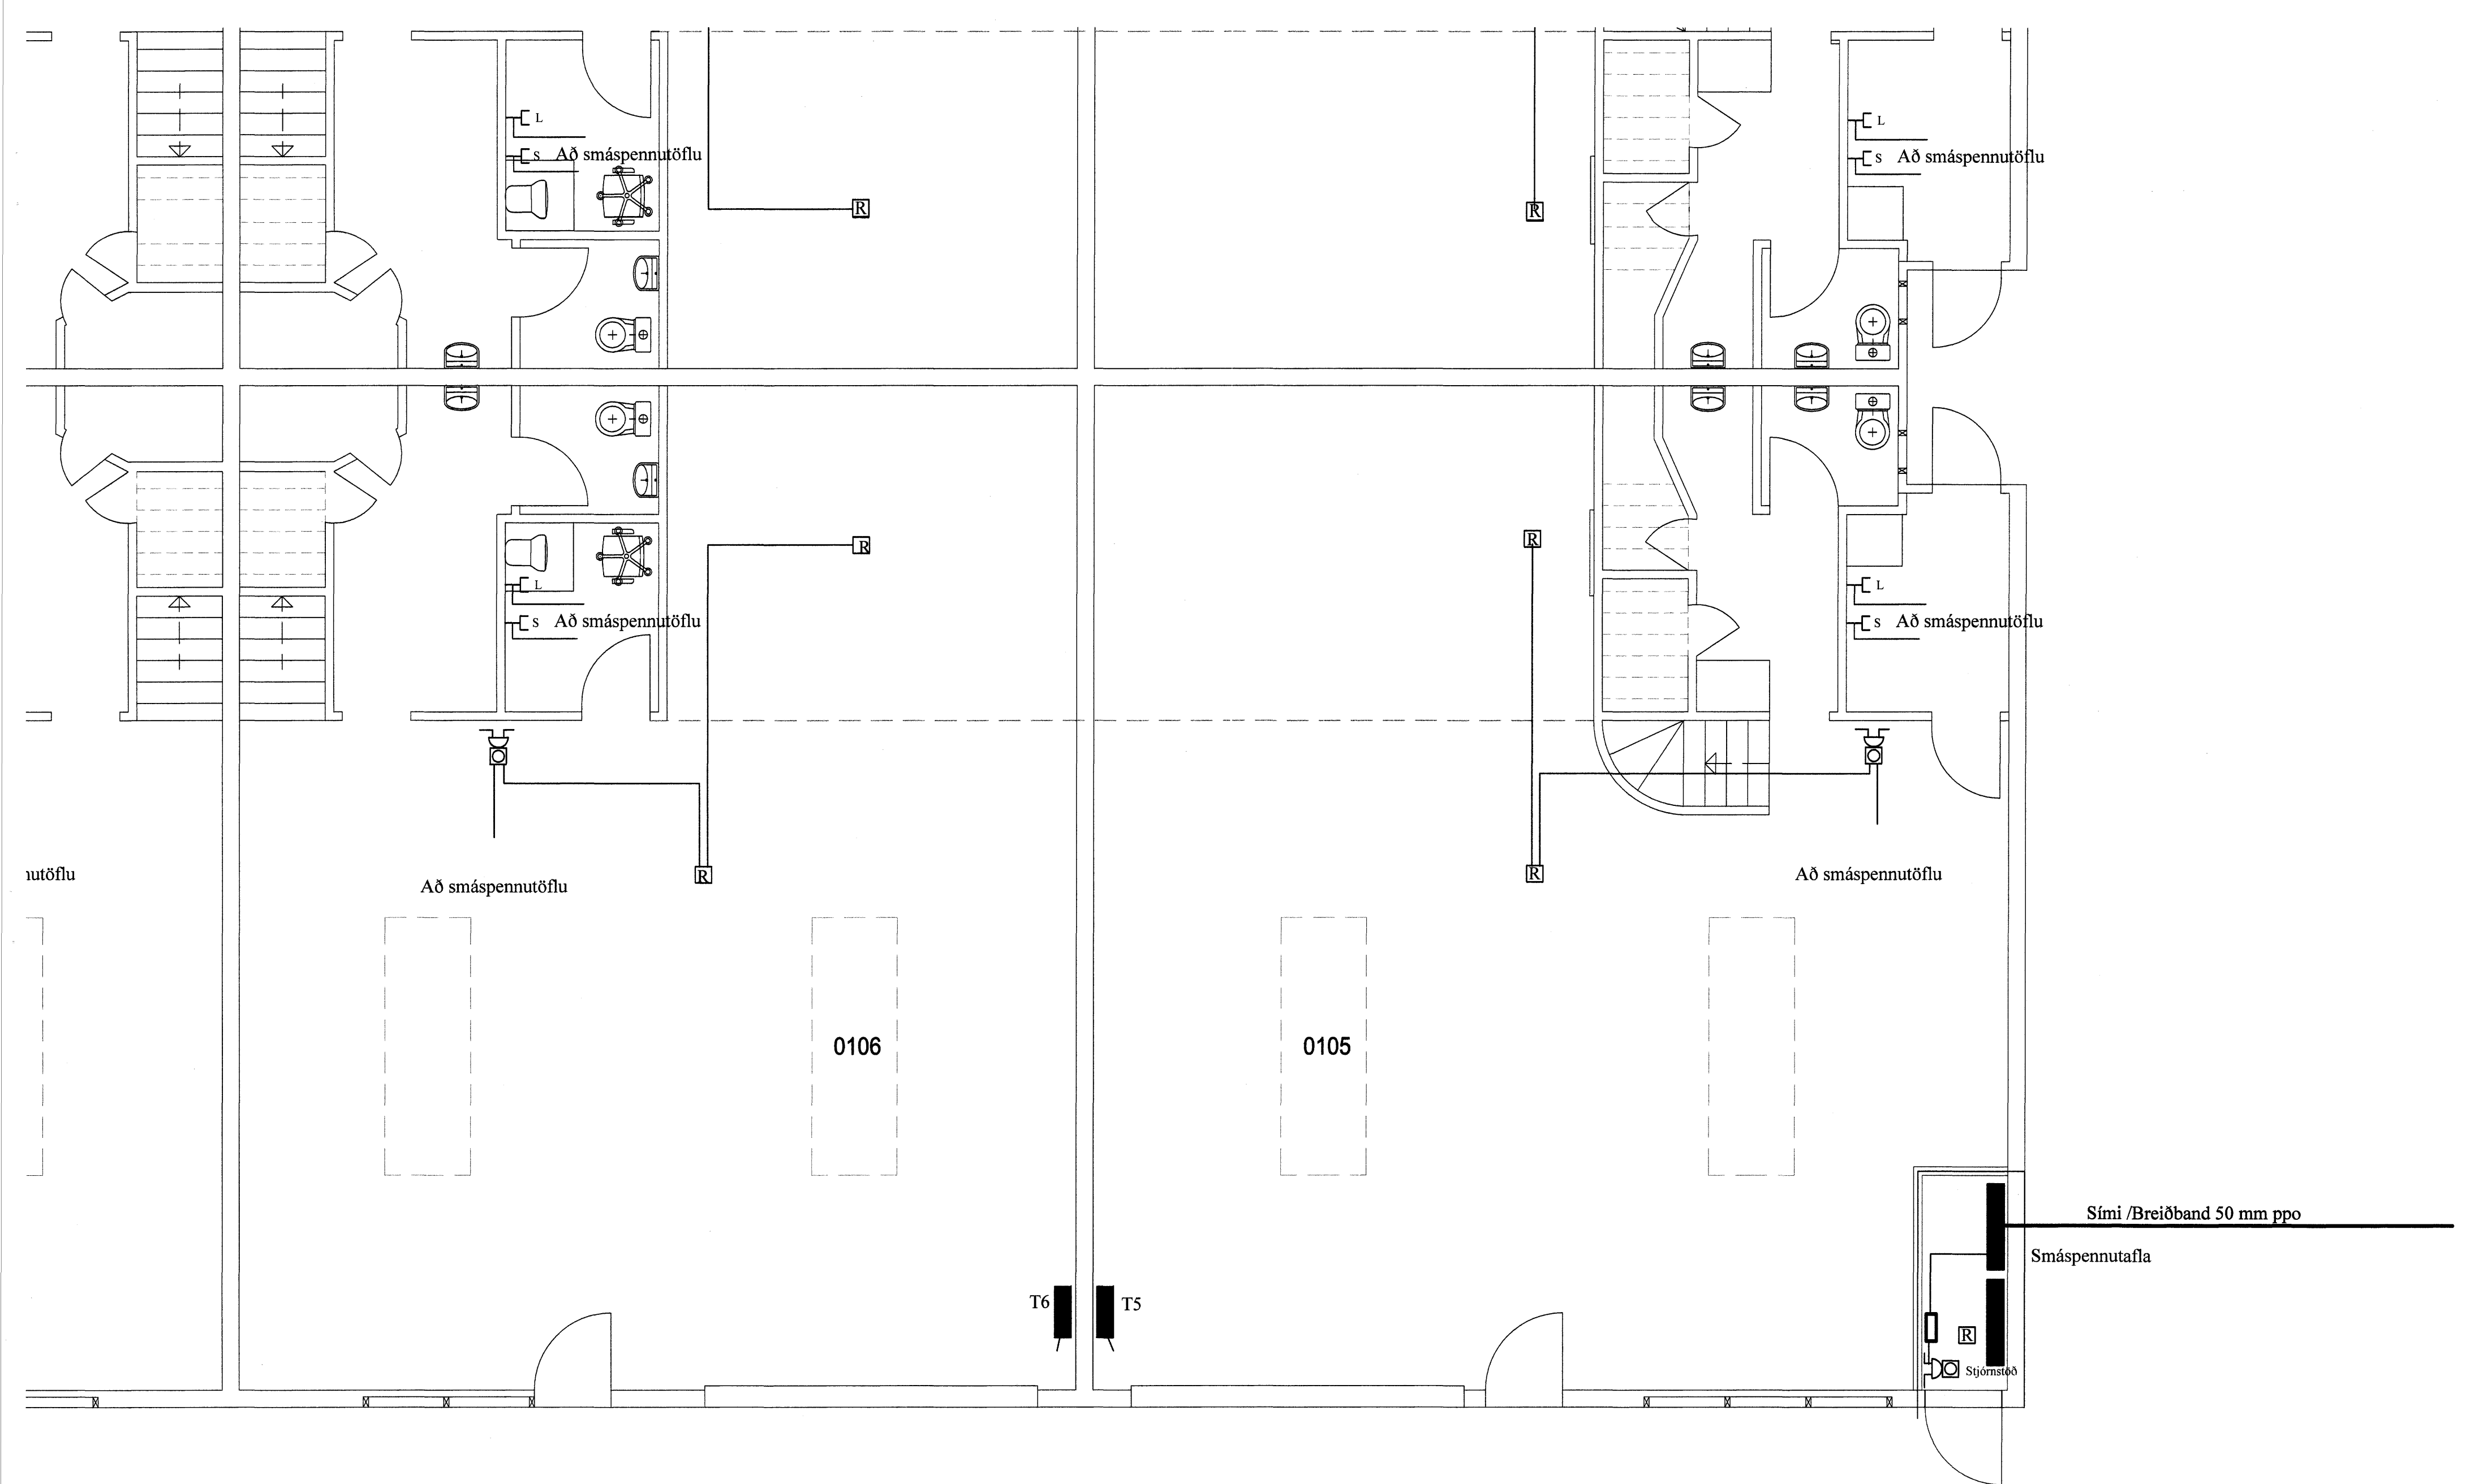 L
L
S Að smáspennutöflu
S Að smáspennutöflu
R
R
R
R
L
L
S Að smáspennutöflu
S Að smáspennutöflu
R
R
Að smáspennutöflu
Að smáspennutöflu
0106
0105
Sími /Breiðband 50 mm ppo
Smáspennutafla
T6
T5
R
Stjórnstöð